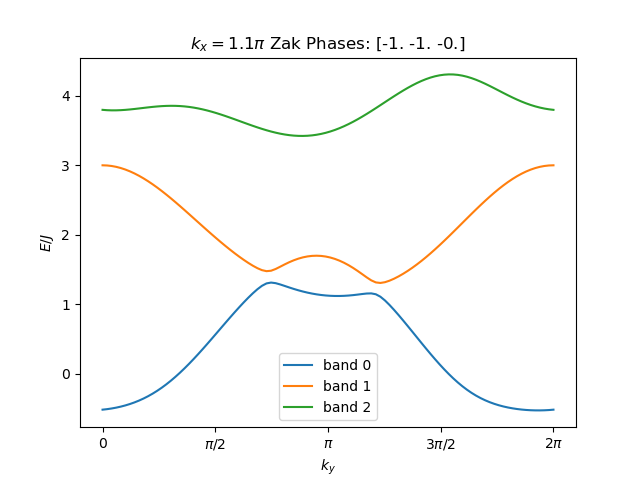 $k_x = 1.1\pi$ Zak Phases: [-1. -1. -0.]
E/J
4
3
2
1
0
band 0
band 1
band 2
0
π/2
π
3π/2
2π
$k_y$